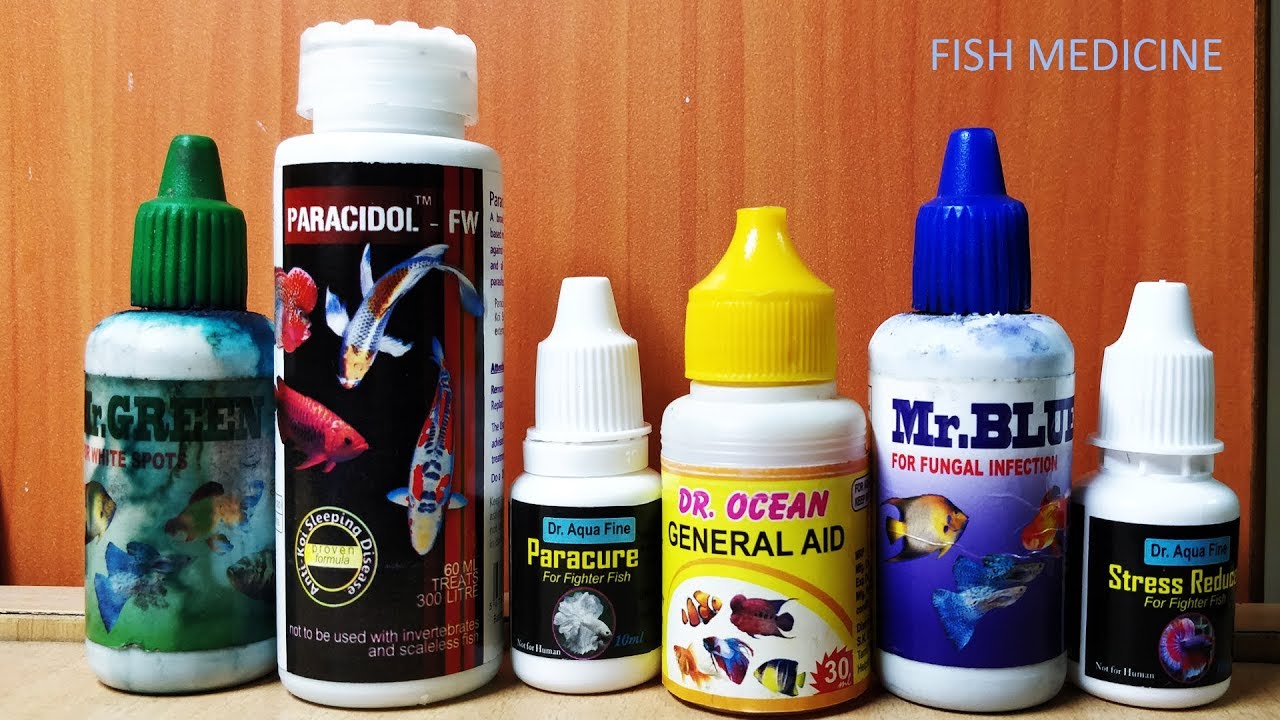 FISH MEDICINE
Mr.GREEN
WHITE SPOTS
PARACIDOL™ - FW
Anti-Koi Sleeping Disease
proven
formula
60 ML
TREATS
300 LITRE
not to be used with invertebrates
and scaleless fish
Dr. Aqua Fine
Paracure
For Fighter Fish
Not for Human
10ml
DR. OCEAN
GENERAL AID
30
ml
Mr.BLUE
FOR FUNGAL INFECTION
Dr. Aqua Fine
Stress Reduc
For Fighter Fish
Not for Human